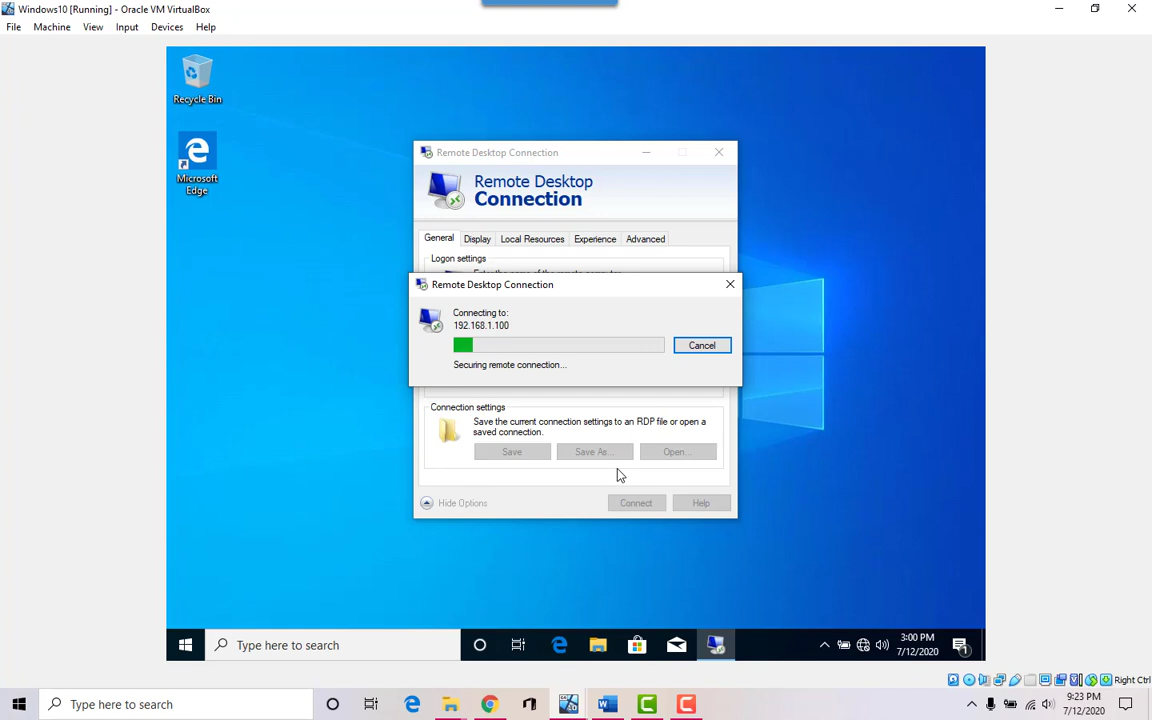 Windows10 [Running] - Oracle VM VirtualBox
File Machine View Input Devices Help
Recycle Bin
Microsoft
Edge
Remote Desktop Connection
Remote Desktop
Connection
General Display Local Resources Experience Advanced
Logon settings
Remote Desktop Connection
Connecting to:
192.168.1.100
Cancel
Securing remote connection...
Connection settings
Save the current connection settings to an RDP file or open a
saved connection.
Save Save As... Open...
Hide Options Connect Help
Type here to search
3:00 PM
7/12/2020
1
Right Ctrl
Type here to search
9:23 PM
7/12/2020